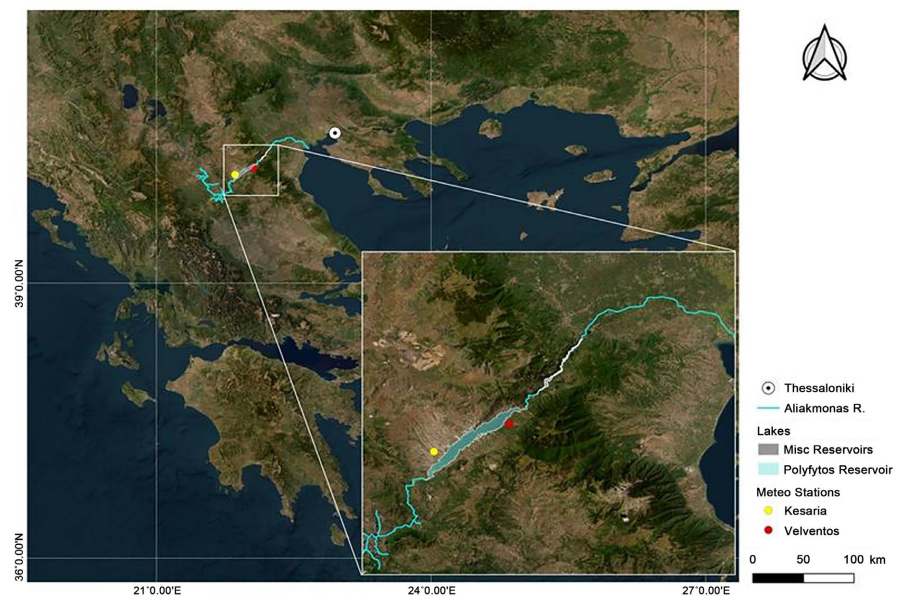 39°0.00'N
36°0.00'N
21°0.00'E
24°0.00'E
27°0.00'E
Thessaloniki
Aliakmonas R.
Lakes
Misc Reservoirs
Polyfytos Reservoir
Meteo Stations
Kesaria
Velventos
0 50 100 km